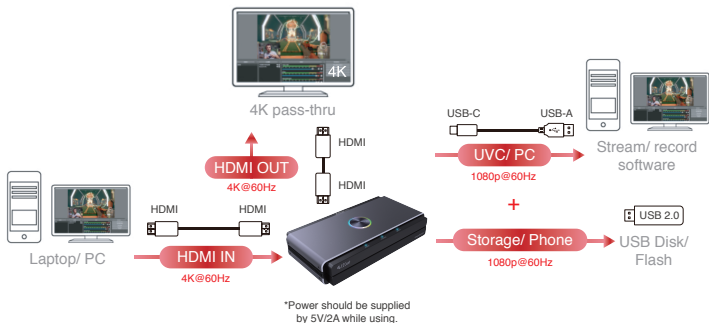 4K
4K pass-thru
HDMI
HDMI
HDMI OUT
4K@60Hz
HDMI
HDMI
HDMI IN
4K@60Hz
Laptop/ PC
USB-C
USB-A
UVC/ PC
1080p@60Hz
Stream/ record
software
+
Storage/ Phone
1080p@60Hz
USB 2.0
USB Disk/
Flash
*Power should be supplied
by 5V/2A while using.